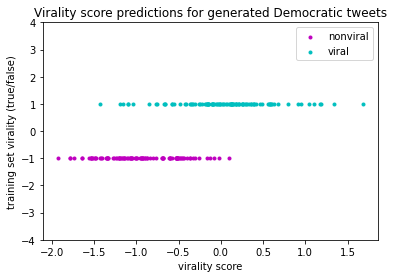 Virality score predictions for generated Democratic tweets
nonviral
viral
training set virality (true/false)
4
3
2
1
0
−1
−2
−3
−4
−2.0 −1.5 −1.0 −0.5 0.0 0.5 1.0 1.5
virality score